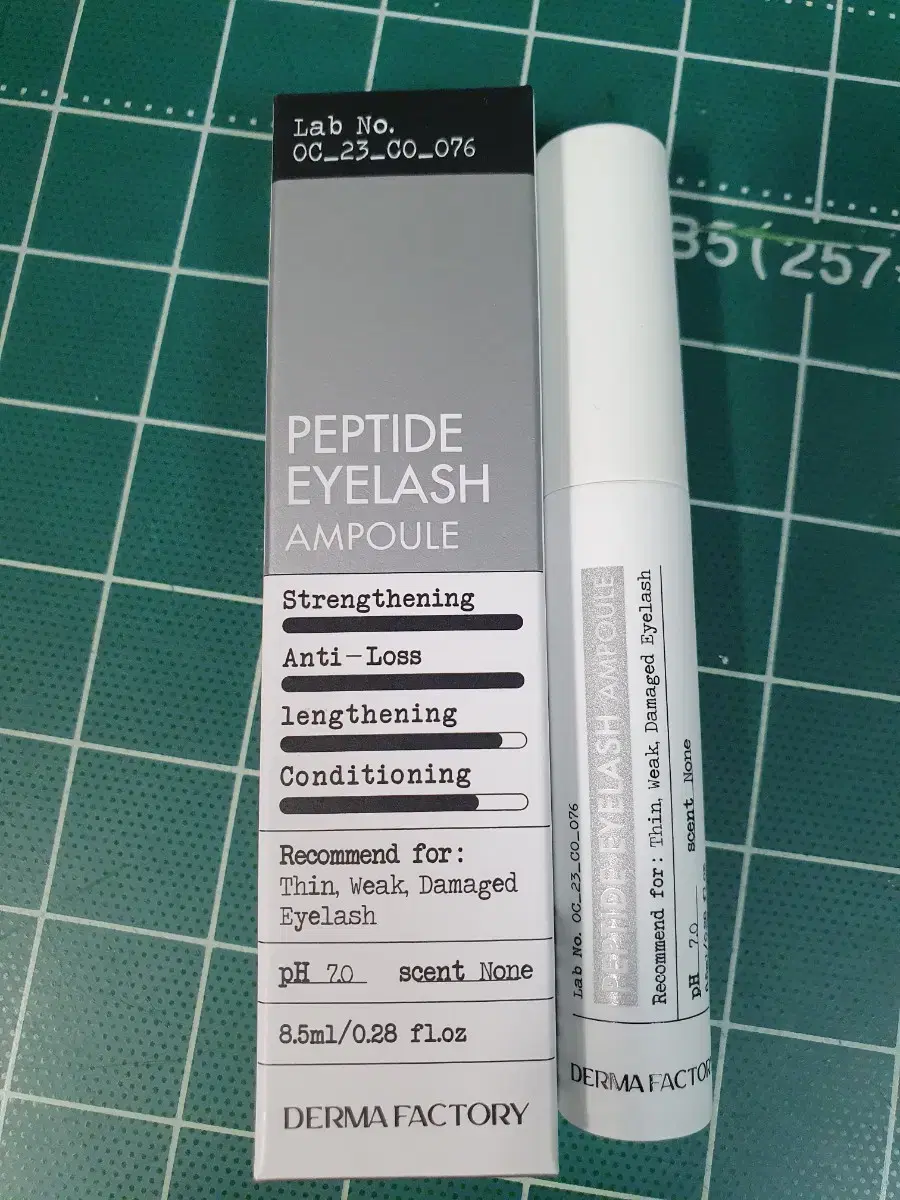 Lab No.
OC_23_CO_076
PEPTIDE
EYELASH
AMPOULE
Strengthening
Anti-Loss
lengthening
Conditioning
Recommend for:
Thin, Weak, Damaged
Eyelash
pH 7.0 scent None
8.5ml/0.28 fl.oz
DERMA FACTORY
B5(257
Lab No. OC_23_CO_076
PEPTIDE EYELASH AMPOULE
Recommend for: Thin, Weak, Damaged Eyelash
pH 7.0 scent None
DERMA FACTOR